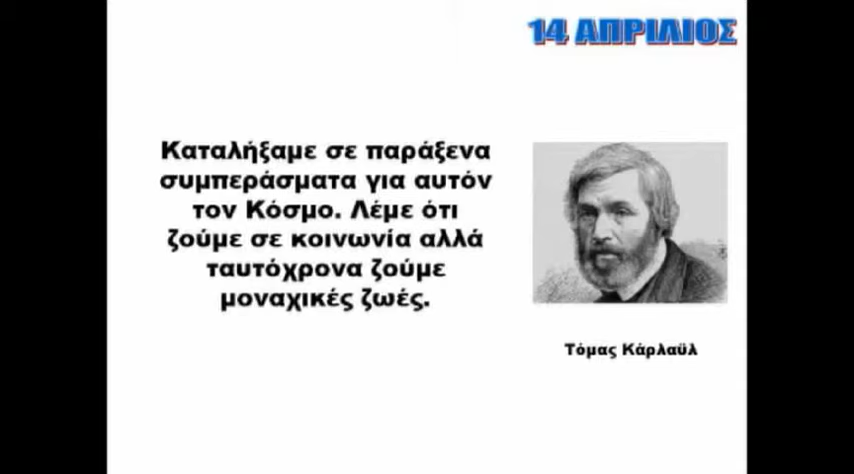 14 ΑΠΡΙΛΙΟΣ
Καταλήξαμε σε παράξενα
συμπεράσματα για αυτόν
τον Κόσμο. Λέμε ότι
ζούμε σε κοινωνία αλλά
ταυτόχρονα ζούμε
μοναχικές ζωές.
Τόμας Κάρλαϋλ